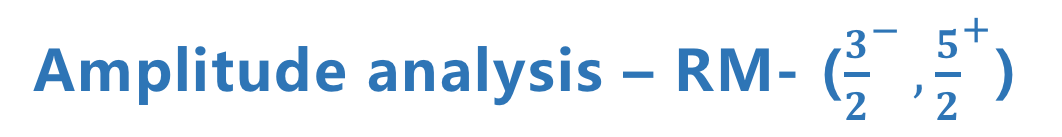 Amplitude analysis – RM- (3/2⁻, 5/2⁺)